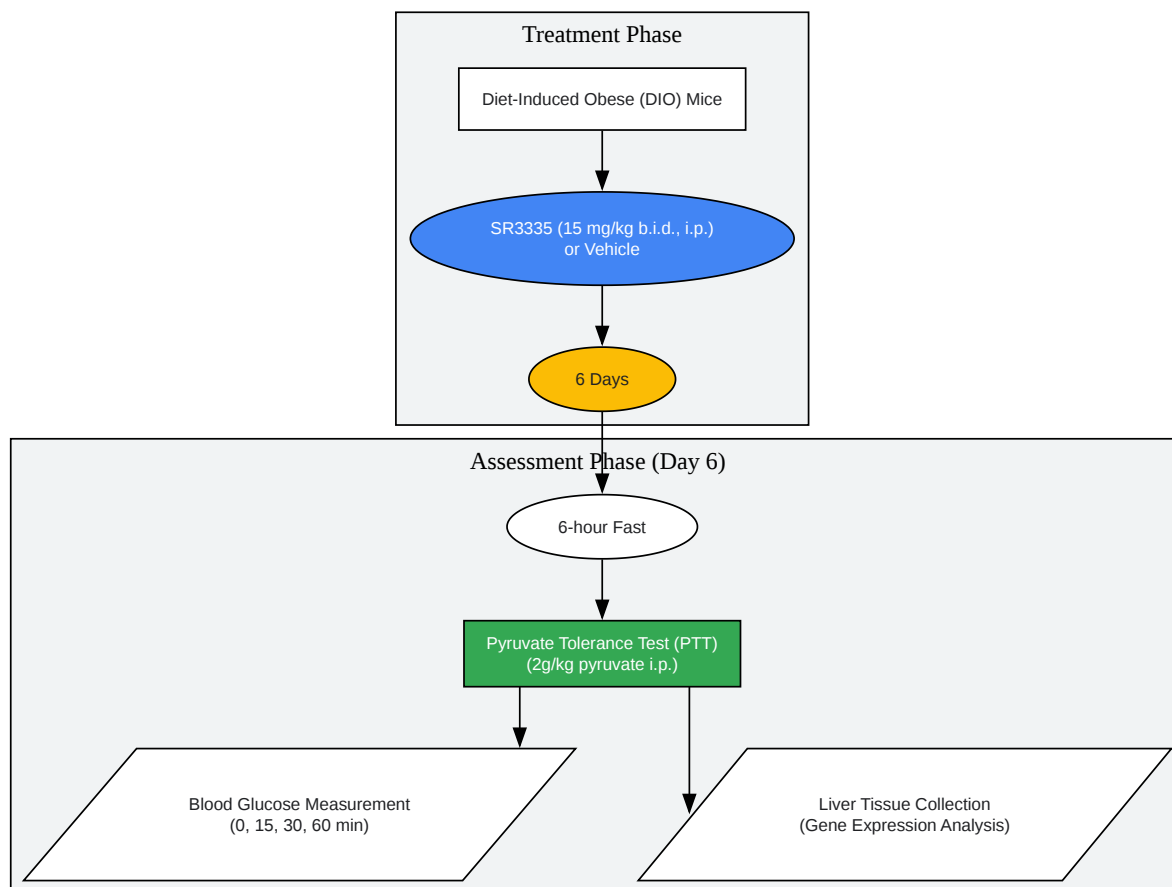 Treatment Phase
Diet-Induced Obese (DIO) Mice
SR3335 (15 mg/kg b.i.d., i.p.)
or Vehicle
6 Days
Assessment Phase (Day 6)
6-hour Fast
Pyruvate Tolerance Test (PTT)
(2g/kg pyruvate i.p.)
Blood Glucose Measurement
(0, 15, 30, 60 min)
Liver Tissue Collection
(Gene Expression Analysis)